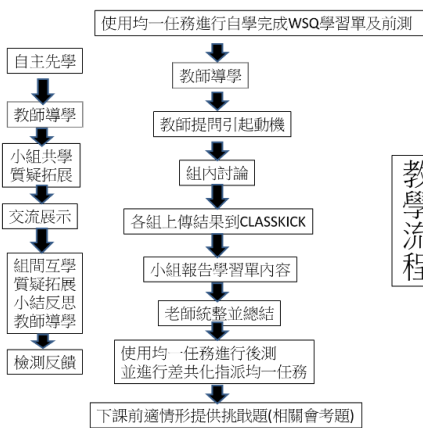 使用均一任務進行自學完成WSQ學習單及前測
自主先學
教師導學
小組共學
質疑拓展
交流展示
組間互學
質疑拓展
小結反思
教師導學
檢測反饋
教師導學
教師提問引起動機
組內討論
各組上傳結果到CLASSKICK
小組報告學習單內容
老師統整並總結
使用均一任務進行後測
並進行差共化指派均一任務
下課前適情形提供挑戰題(相關會考題)
教學流程